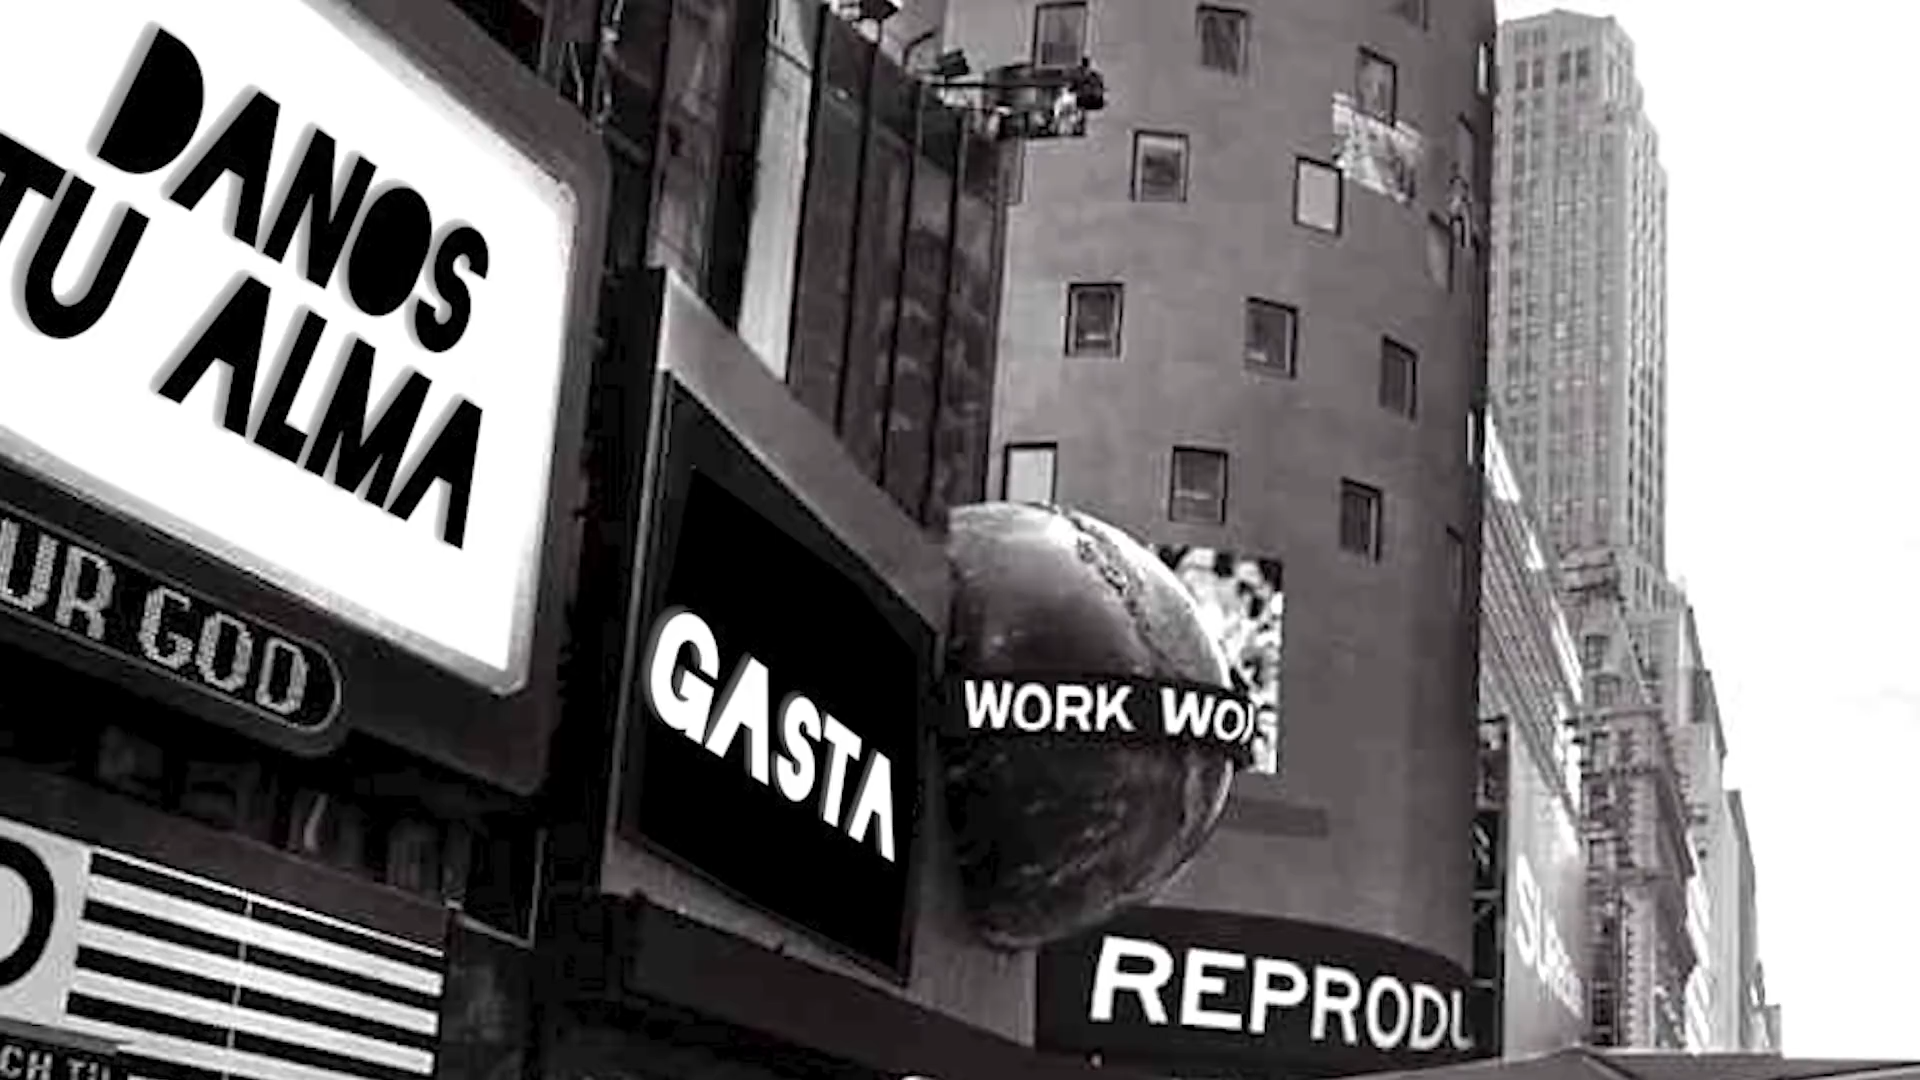 DANOS
TU ALMA
UR GOD
GASTA
WORK WO
REPRODU